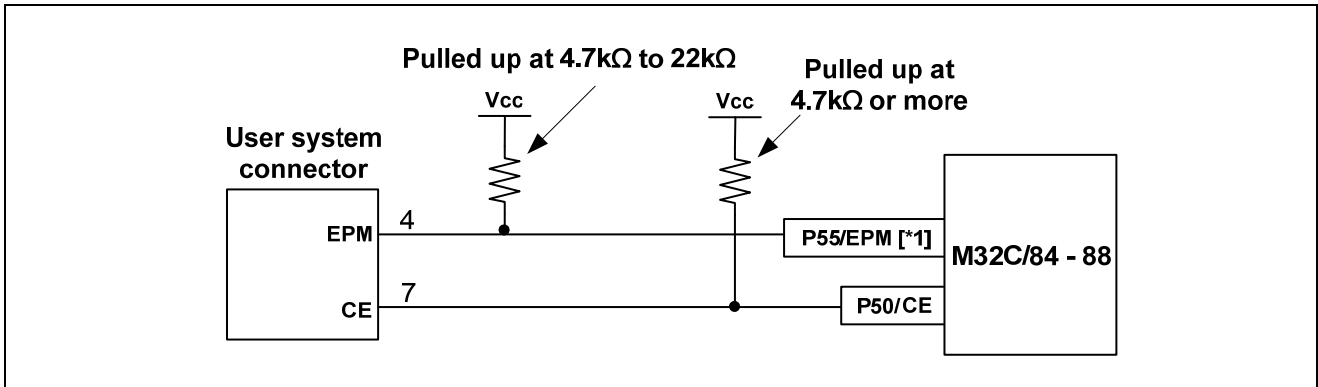 Pulled up at 4.7kΩ to 22kΩ
Pulled up at
4.7kΩ or more
Vcc
Vcc
User system
connector
EPM
4
P55/EPM [*1]
M32C/84 - 88
CE
7
P50/CE